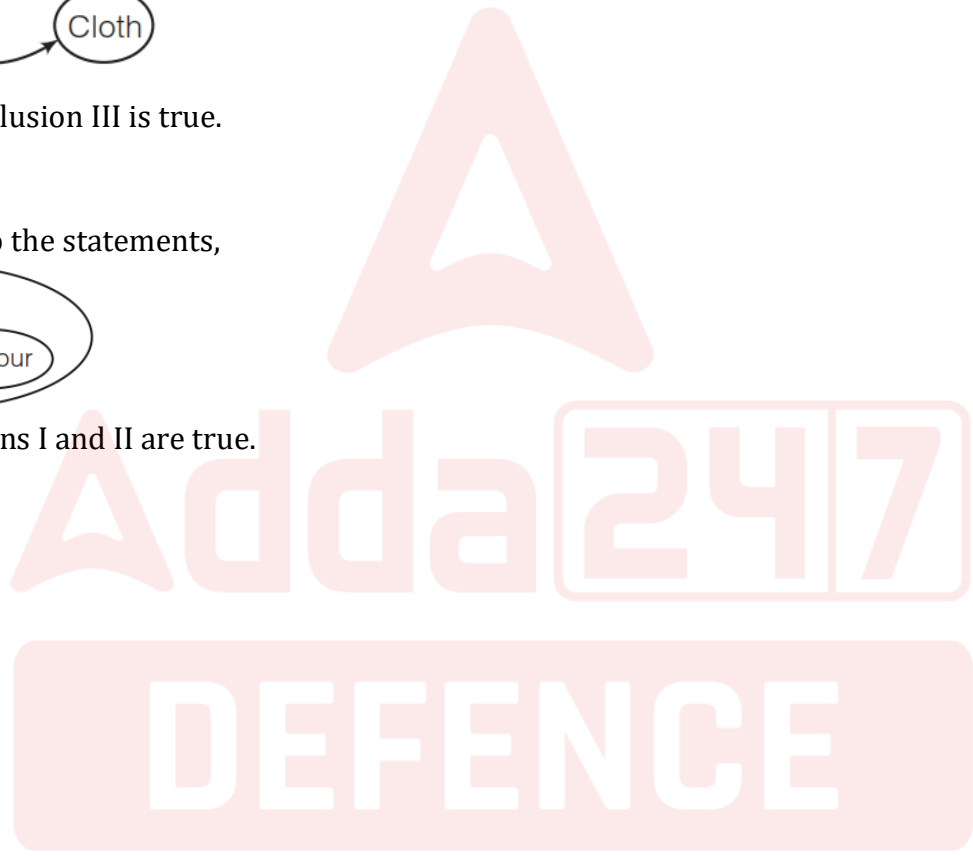 Cloth
lusion III is true.
the statements,
our
ns I and II are true.
Adda247
DEFENCE